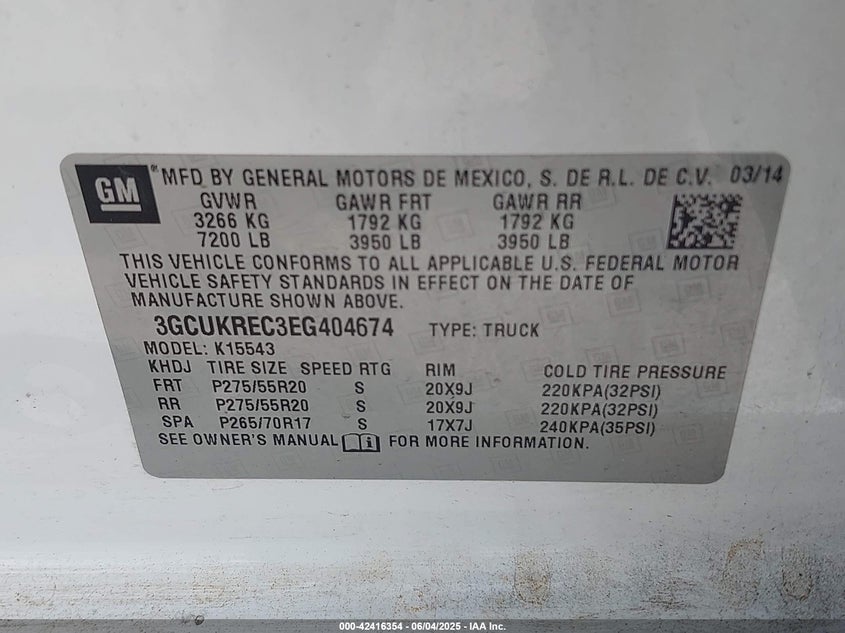 GM ® MFD BY GENERAL MOTORS DE MEXICO, S. DE R.L. DE C.V. 03/14
GVWR GAWR FRT GAWR RR
3266 KG 1792 KG 1792 KG
7200 LB 3950 LB 3950 LB
THIS VEHICLE CONFORMS TO ALL APPLICABLE U.S. FEDERAL MOTOR
VEHICLE SAFETY STANDARDS IN EFFECT ON THE DATE OF
MANUFACTURE SHOWN ABOVE.
3GCUKREC3EG404674 TYPE: TRUCK
MODEL: K15543
KHDJ TIRE SIZE SPEED RTG RIM COLD TIRE PRESSURE
FRT P275/55R20 S 20X9J 220KPA(32PSI)
RR P275/55R20 S 20X9J 220KPA(32PSI)
SPA P265/70R17 S 17X7J 240KPA(35PSI)
SEE OWNER'S MANUAL i FOR MORE INFORMATION.
000-42416354 - 06/04/2025 - IAA Inc.